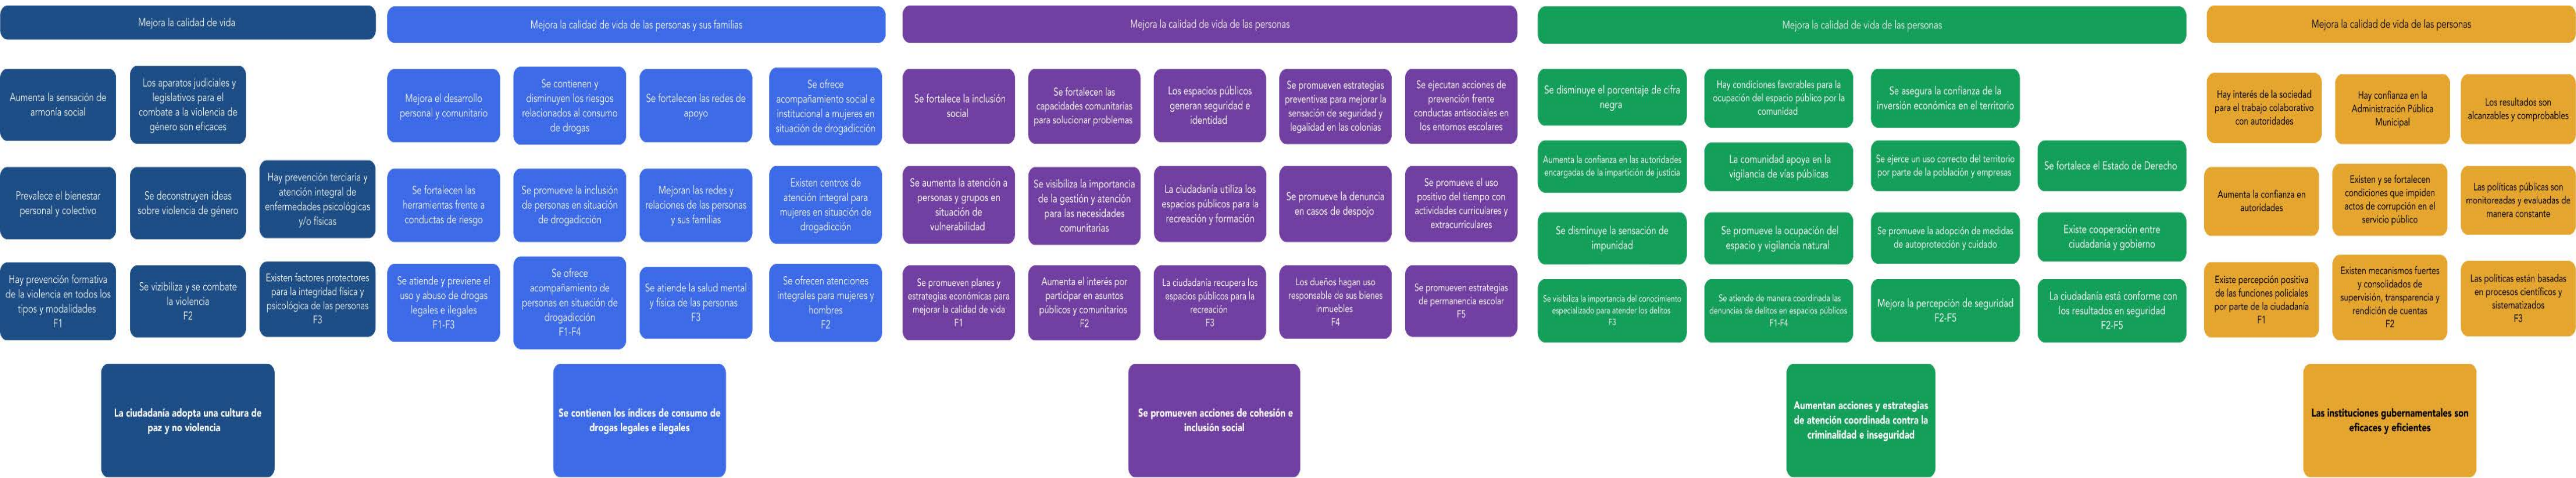 Mejora la calidad de vida
Aumenta la sensación de
armonía social
Los aparatos judiciales y
legislativos para el
combate a la violencia de
género son eficaces
Prevalece el bienestar
personal y colectivo
Se deconstruyen ideas
sobre violencia de género
Hay prevención terciaria y
atención integral de
enfermedades psicológicas
y/o físicas
Hay prevención formativa
de la violencia en todos los
tipos y modalidades
F1
Se vizibiliza y se combate
la violencia
F2
Existen factores protectores
para la integridad física y
psicológica de las personas
F3
La ciudadanía adopta una cultura de
paz y no violencia
Mejora la calidad de vida de las personas y sus familias
Mejora el desarrollo
personal y comunitario
Se contienen y
disminuyen los riesgos
relacionados al consumo
de drogas
Se fortalecen las redes de
apoyo
Se ofrece
acompañamiento social e
institucional a mujeres en
situación de drogadicción
Se fortalecen las
herramientas frente a
conductas de riesgo
Se promueve la inclusión
de personas en situación
de drogadicción
Mejoran las redes y
relaciones de las personas
y sus familias
Existen centros de
atención integral para
mujeres en situación de
drogadicción
Se atiende y previene el
uso y abuso de drogas
legales e ilegales
F1-F3
Se ofrece
acompañamiento de
personas en situación de
drogadicción
F1-F4
Se atiende la salud mental
y física de las personas
F3
Se ofrecen atenciones
integrales para mujeres y
hombres
F2
Se contienen los índices de consumo de
drogas legales e ilegales
Mejora la calidad de vida de las personas
Se fortalece la inclusión
social
Se fortalecen las
capacidades comunitarias
para solucionar problemas
Los espacios públicos
generan seguridad e
identidad
Se promueven estrategias
preventivas para mejorar la
sensación de seguridad y
legalidad en las colonias
Se ejecutan acciones de
prevención frente
conductas antisociales en
los entornos escolares
Se aumenta la atención a
personas y grupos en
situación de
vulnerabilidad
Se visibiliza la importancia
de la gestión y atención
para las necesidades
comunitarias
La ciudadanía utiliza los
espacios públicos para la
recreación y formación
Se promueve la denuncia
en casos de despojo
Se promueve el uso
positivo del tiempo con
actividades curriculares y
extracurriculares
Se promueven planes y
estrategias económicas para
mejorar la calidad de vida
F1
Aumenta el interés por
participar en asuntos
públicos y comunitarios
F2
La ciudadanía recupera los
espacios públicos para la
recreación
F3
Los dueños hagan uso
responsable de sus bienes
inmuebles
F4
Se promueven estrategias
de permanencia escolar
F5
Se promueven acciones de cohesión e
inclusión social
Mejora la calidad de vida de las personas
Se disminuye el porcentaje de cifra
negra
Hay condiciones favorables para la
ocupación del espacio público por la
comunidad
Se asegura la confianza de la
inversión económica en el territorio
Aumenta la confianza en las autoridades
encargadas de la impartición de justicia
La comunidad apoya en la
vigilancia de vías públicas
Se ejerce un uso correcto del territorio
por parte de la población y empresas
Se fortalece el Estado de Derecho
Se disminuye la sensación de
impunidad
Se promueve la ocupación del
espacio y vigilancia natural
Se promueve la adopción de medidas
de autoprotección y cuidado
Existe cooperación entre
ciudadanía y gobierno
Se visibiliza la importancia del conocimiento
especializado para atender los delitos
F3
Se atiende de manera coordinada las
denuncias de delitos en espacios públicos
F1-F4
Mejora la percepción de seguridad
F2-F5
La ciudadanía está conforme con
los resultados en seguridad
F2-F5
Aumentan acciones y estrategias
de atención coordinada contra la
criminalidad e inseguridad
Mejora la calidad de vida de las personas
Hay interés de la sociedad
para el trabajo colaborativo
con autoridades
Hay confianza en la
Administración Pública
Municipal
Los resultados son
alcanzables y comprobables
Aumenta la confianza en
autoridades
Existen y se fortalecen
condiciones que impiden
actos de corrupción en el
servicio público
Las políticas públicas son
monitoreadas y evaluadas de
manera constante
Existe percepción positiva
de las funciones policiales
por parte de la ciudadanía
F1
Existen mecanismos fuertes
y consolidados de
supervisión, transparencia y
rendición de cuentas
F2
Las políticas están basadas
en procesos científicos y
sistematizados
F3
Las instituciones gubernamentales son
eficaces y eficientes